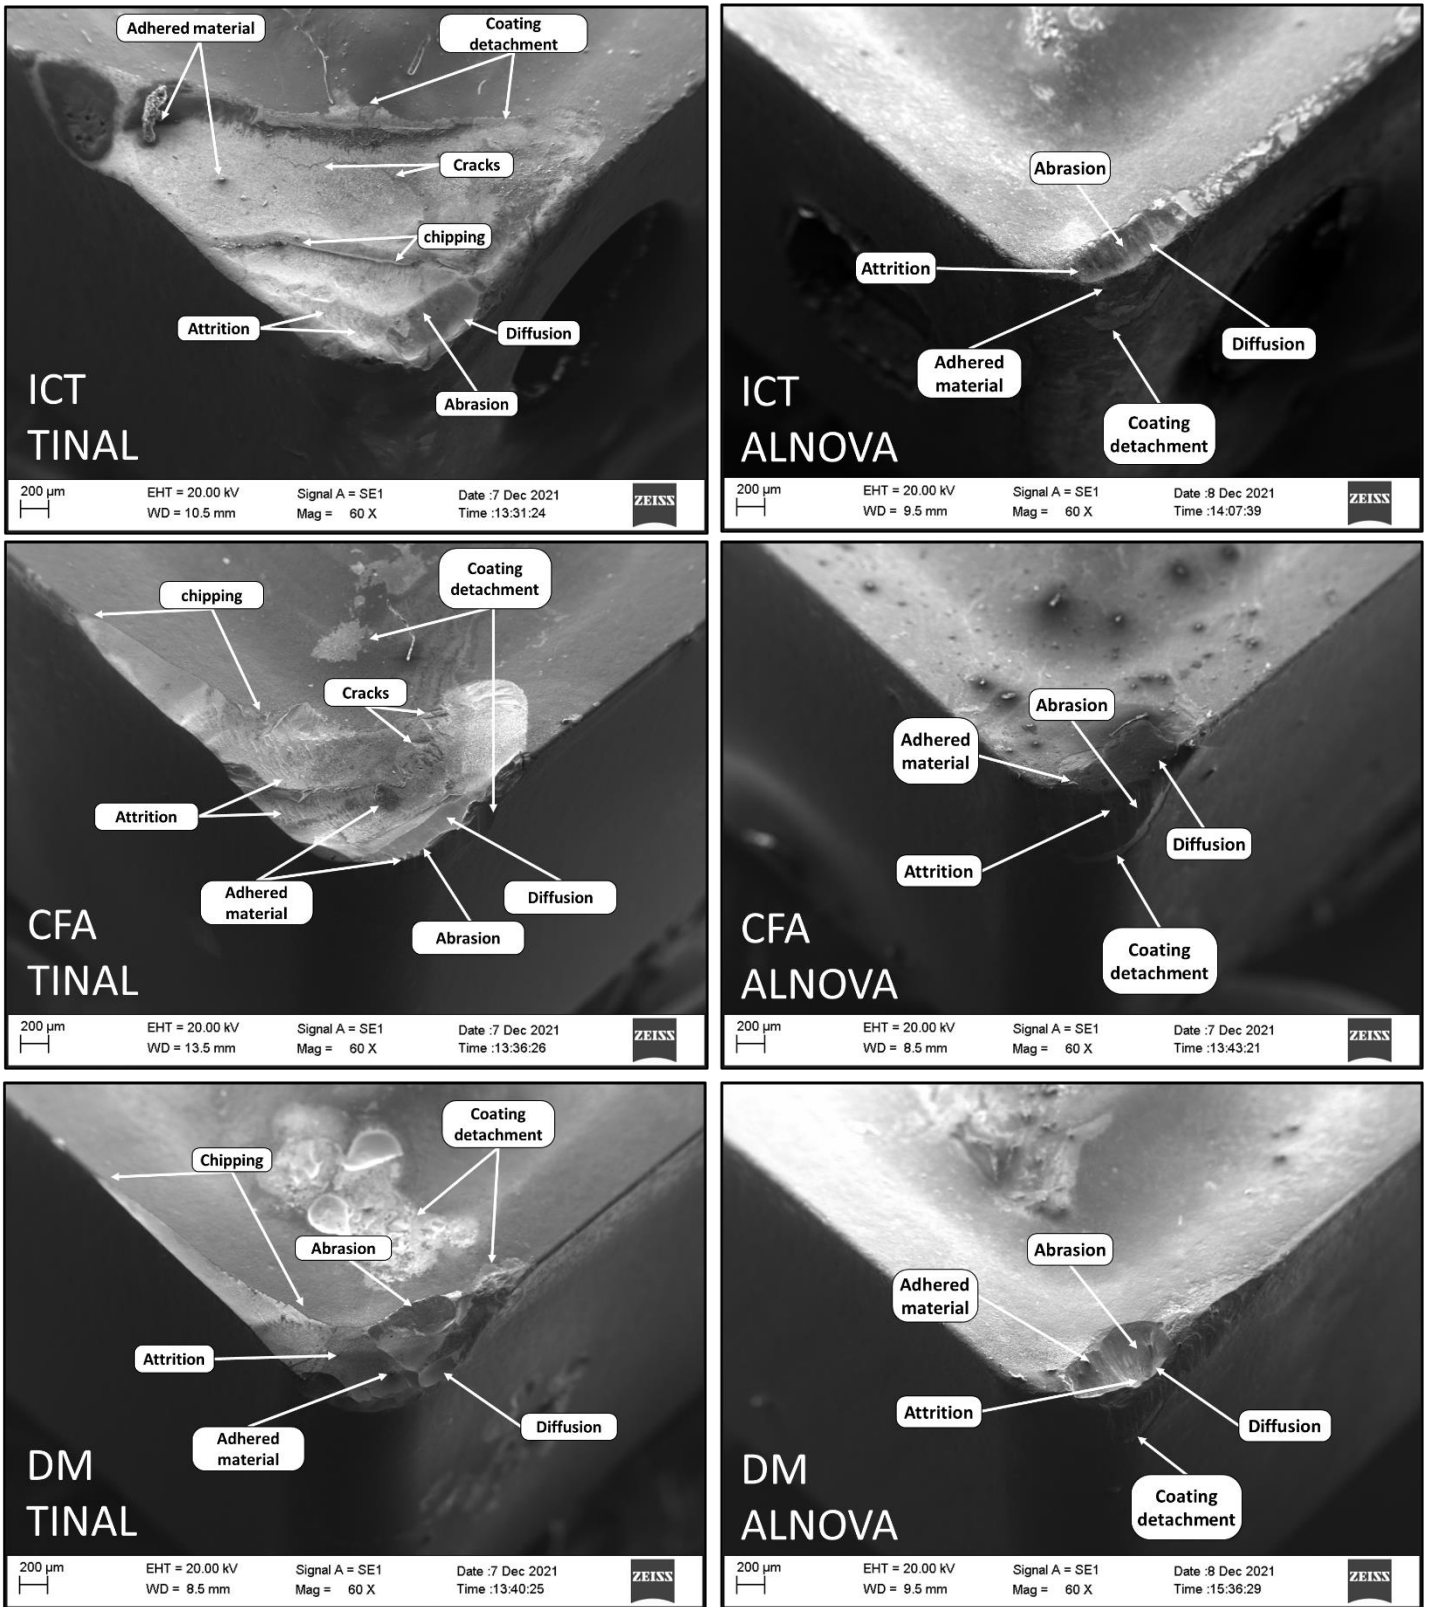 Adhered material
Coating
detachment
Cracks
chipping
Attrition
Diffusion
Abrasion
ICT
TINAL
200 µm
EHT = 20.00 kV
WD = 10.5 mm
Signal A = SE1
Mag = 60 X
Date :7 Dec 2021
Time :13:31:24
ZEISS
Abrasion
Attrition
Adhered
material
Diffusion
Coating
detachment
ICT
ALNOVA
200 µm
EHT = 20.00 kV
WD = 9.5 mm
Signal A = SE1
Mag = 60 X
Date :8 Dec 2021
Time :14:07:39
ZEISS
Coating
detachment
chipping
Cracks
Attrition
Adhered
material
Diffusion
Abrasion
CFA
TINAL
200 µm
EHT = 20.00 kV
WD = 13.5 mm
Signal A = SE1
Mag = 60 X
Date :7 Dec 2021
Time :13:36:26
ZEISS
Abrasion
Adhered
material
Diffusion
Attrition
Coating
detachment
CFA
ALNOVA
200 µm
EHT = 20.00 kV
WD = 8.5 mm
Signal A = SE1
Mag = 60 X
Date :7 Dec 2021
Time :13:43:21
ZEISS
Coating
detachment
Chipping
Abrasion
Attrition
Adhered
material
Diffusion
DM
TINAL
200 µm
EHT = 20.00 kV
WD = 8.5 mm
Signal A = SE1
Mag = 60 X
Date :7 Dec 2021
Time :13:40:25
ZEISS
Abrasion
Adhered
material
Attrition
Diffusion
Coating
detachment
DM
ALNOVA
200 µm
EHT = 20.00 kV
WD = 9.5 mm
Signal A = SE1
Mag = 60 X
Date :8 Dec 2021
Time :15:36:29
ZEISS